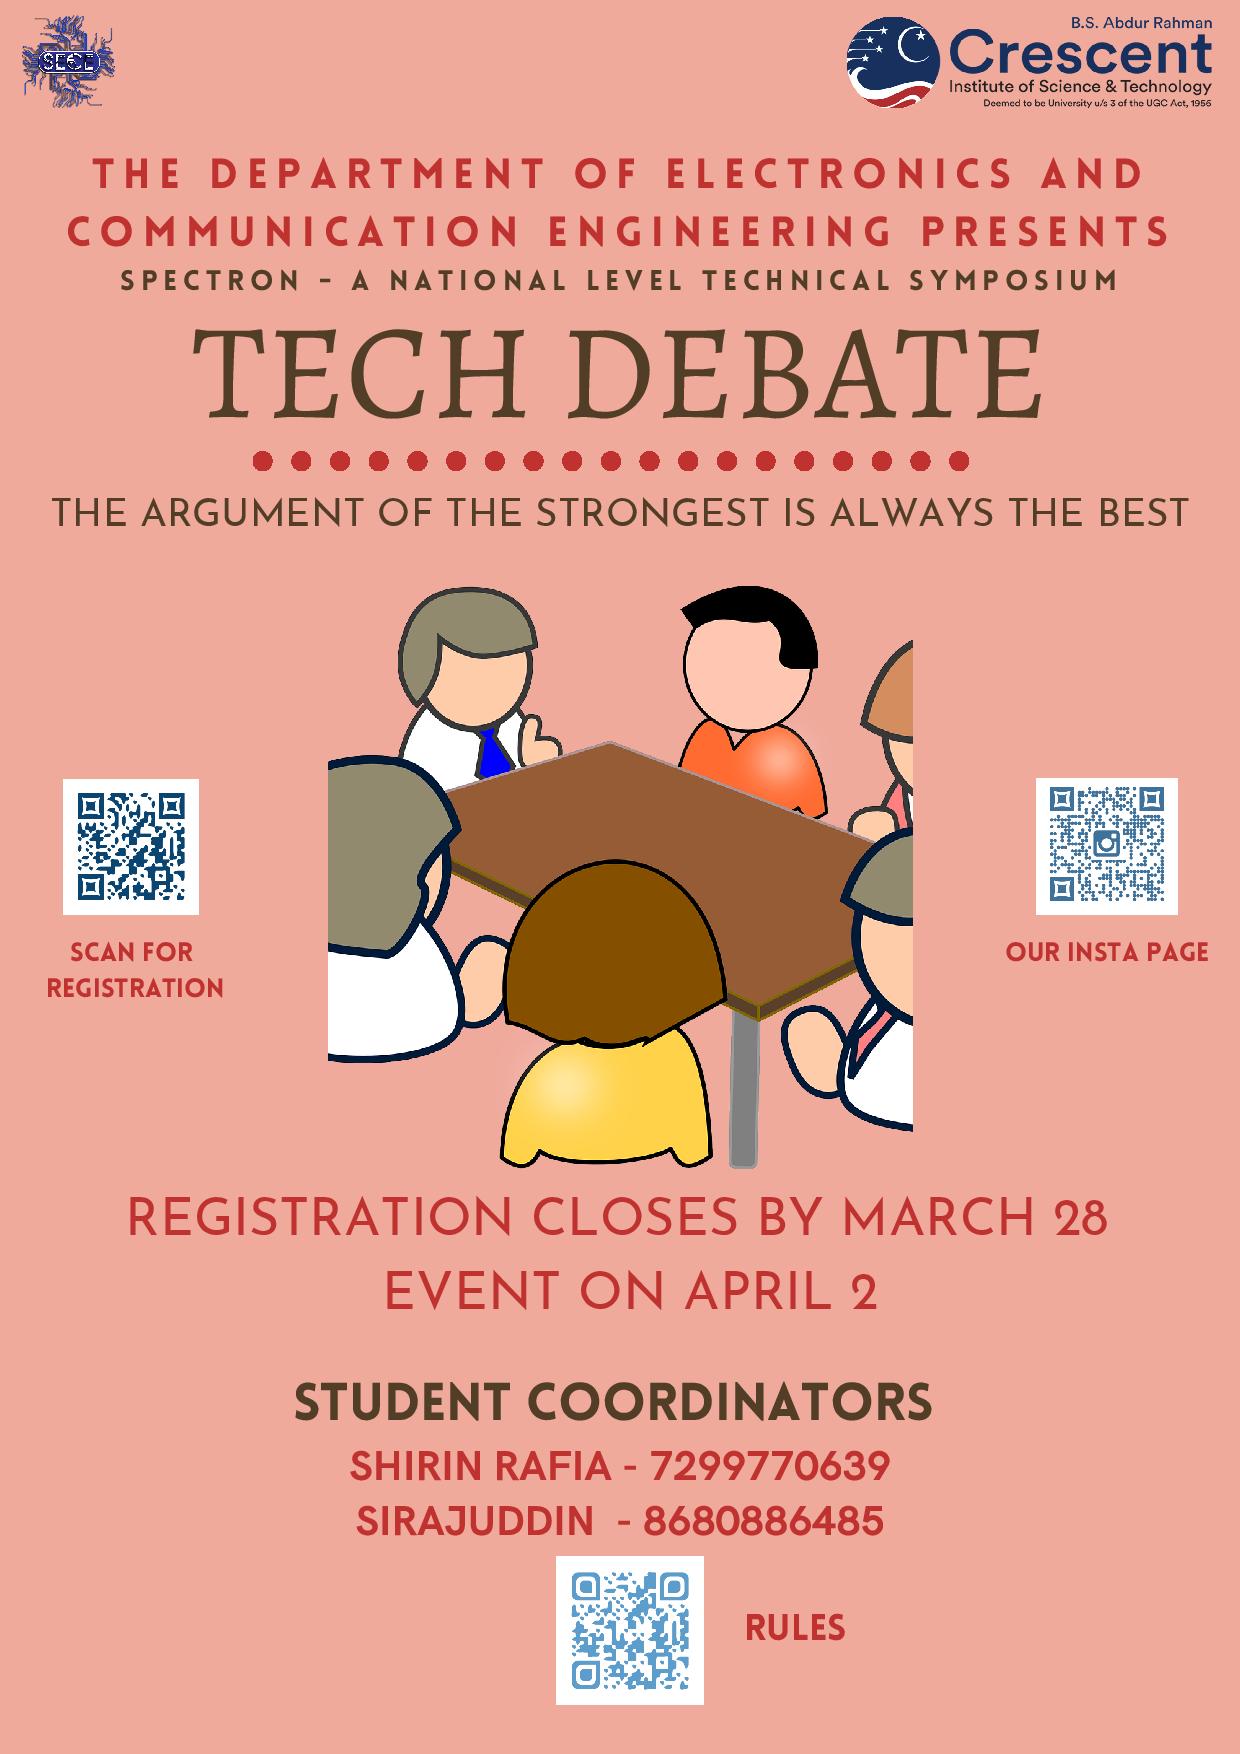 SECE
B.S. Abdur Rahman
Crescent
Institute of Science & Technology
Deemed to be University u/s 3 of the UGC Act, 1956
THE DEPARTMENT OF ELECTRONICS AND
COMMUNICATION ENGINEERING PRESENTS
SPECTRON - A NATIONAL LEVEL TECHNICAL SYMPOSIUM
TECH DEBATE
THE ARGUMENT OF THE STRONGEST IS ALWAYS THE BEST
SCAN FOR
REGISTRATION
OUR INSTA PAGE
REGISTRATION CLOSES BY MARCH 28
EVENT ON APRIL 2
STUDENT COORDINATORS
SHIRIN RAFIA - 7299770639
SIRAJUDDIN - 8680886485
RULES